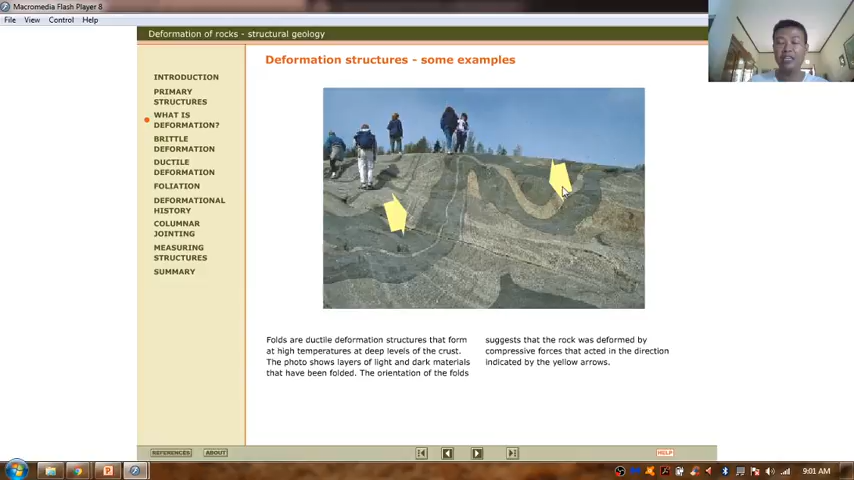 Macromedia Flash Player 8
File View Control Help
Deformation of rocks - structural geology
INTRODUCTION
PRIMARY
STRUCTURES
WHAT IS
DEFORMATION?
BRITTLE
DEFORMATION
DUCTILE
DEFORMATION
FOLIATION
DEFORMATIONAL
HISTORY
COLUMNAR
JOINTING
MEASURING
STRUCTURES
SUMMARY
Deformation structures - some examples
Folds are ductile deformation structures that form
at high temperatures at deep levels of the crust.
The photo shows layers of light and dark materials
that have been folded. The orientation of the folds
suggests that the rock was deformed by
compressive forces that acted in the direction
indicated by the yellow arrows.
REFERENCES ABOUT
HELP
9:01 AM